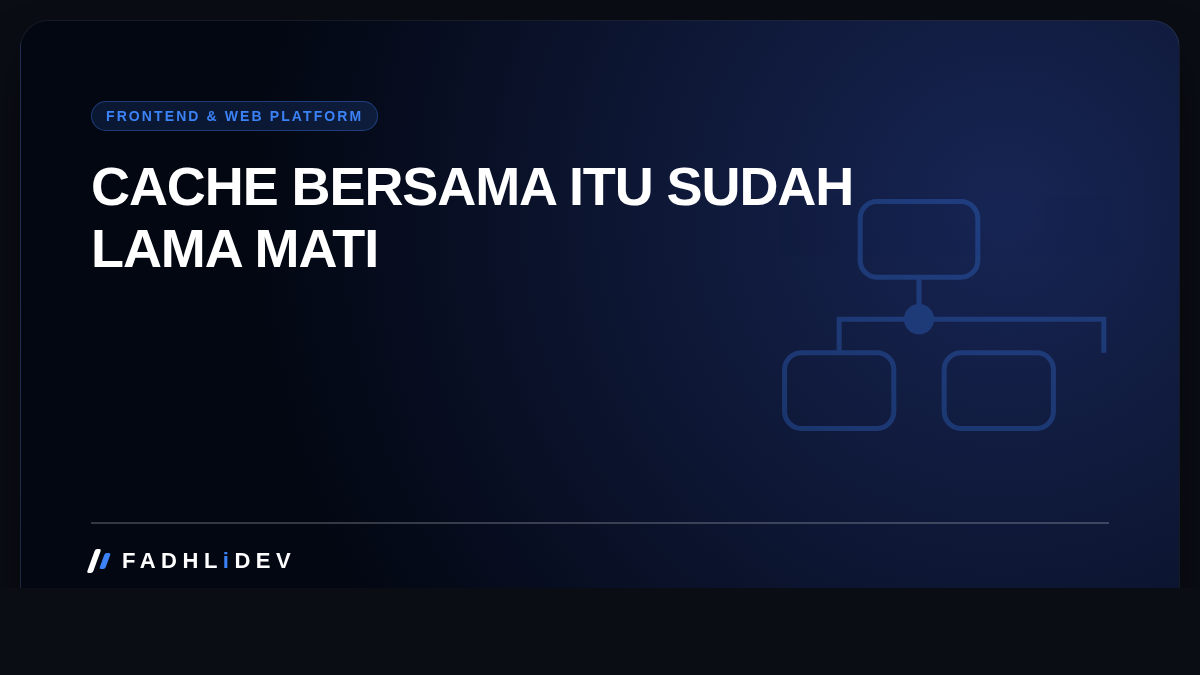 FRONTEND & WEB PLATFORM
CACHE BERSAMA ITU SUDAH
LAMA MATI
FADHLiDEV